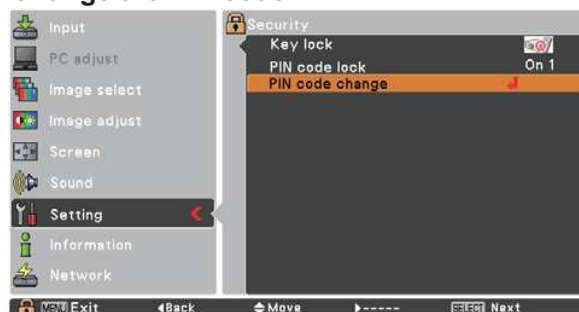 Input
PC adjust
Image select
Image adjust
Screen
Sound
Setting
Information
Network
Security
Key lock
PIN code lock On 1
PIN code change
MENU Exit ◀Back Move ▶----- SELECT Next